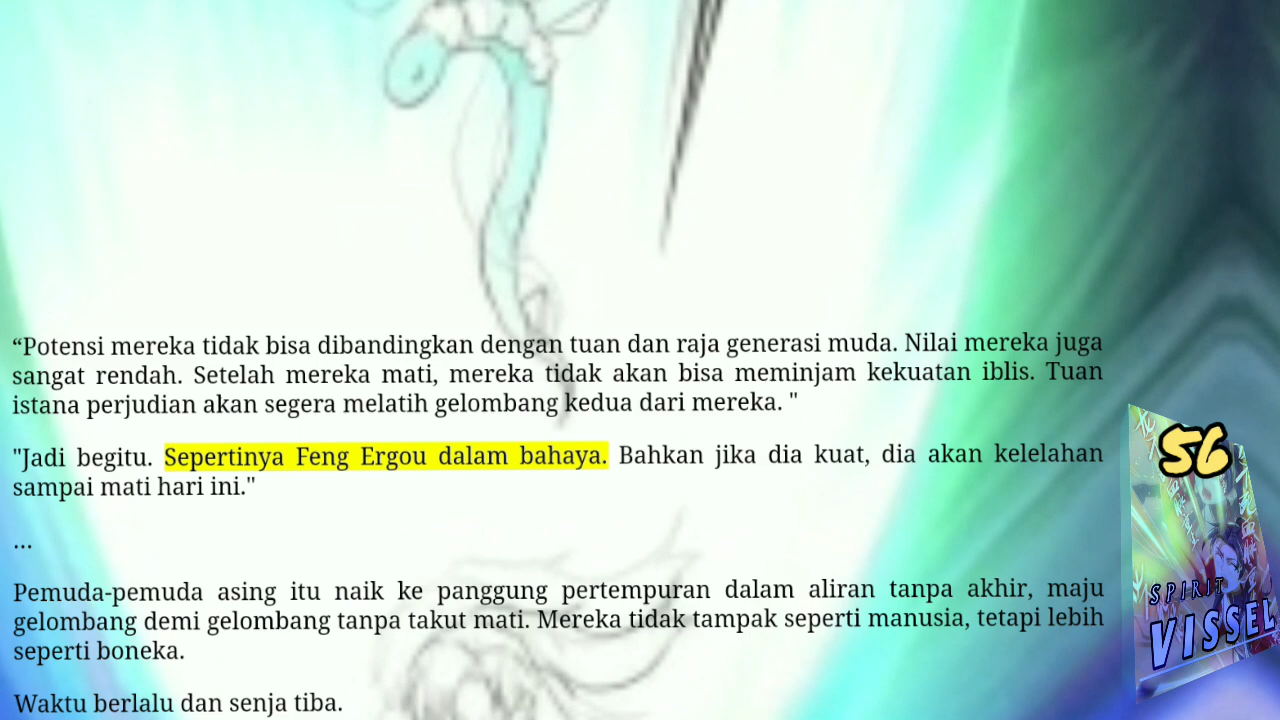 “Potensi mereka tidak bisa dibandingkan dengan tuan dan raja generasi muda. Nilai mereka juga
sangat rendah. Setelah mereka mati, mereka tidak akan bisa meminjam kekuatan iblis. Tuan
istana perjudian akan segera melatih gelombang kedua dari mereka. "
"Jadi begitu. Sepertinya Feng Ergou dalam bahaya. Bahkan jika dia kuat, dia akan kelelahan
sampai mati hari ini."
...
Pemuda-pemuda asing itu naik ke panggung pertempuran dalam aliran tanpa akhir, maju
gelombang demi gelombang tanpa takut mati. Mereka tidak tampak seperti manusia, tetapi lebih
seperti boneka.
Waktu berlalu dan senja tiba.
56
SPIRIT
VISSEL